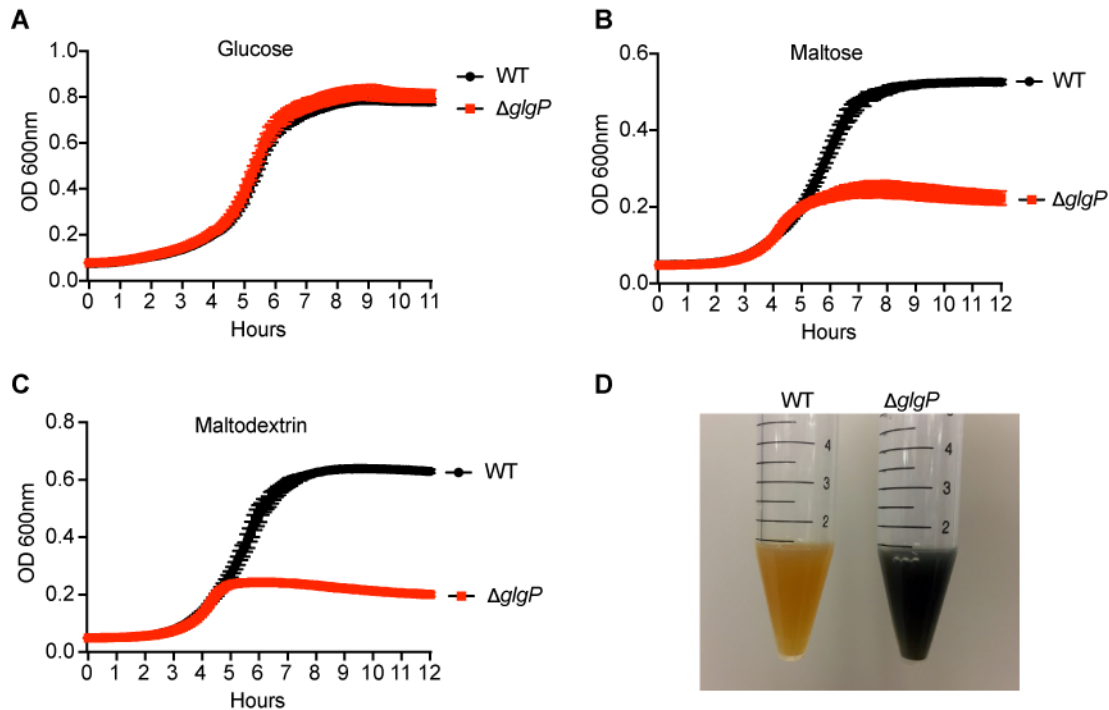 A
Glucose
1.0
0.8
0.6
0.4
0.2
0.0
OD 600nm
0 1 2 3 4 5 6 7 8 9 10 11
Hours
WT
ΔglgP
B
Maltose
0.6
0.4
0.2
0.0
OD 600nm
0 1 2 3 4 5 6 7 8 9 10 11 12
Hours
WT
ΔglgP
C
Maltodextrin
0.8
0.6
0.4
0.2
0.0
OD 600nm
0 1 2 3 4 5 6 7 8 9 10 11 12
Hours
WT
ΔglgP
D
WT ΔglgP
4
3
2
4
3
2